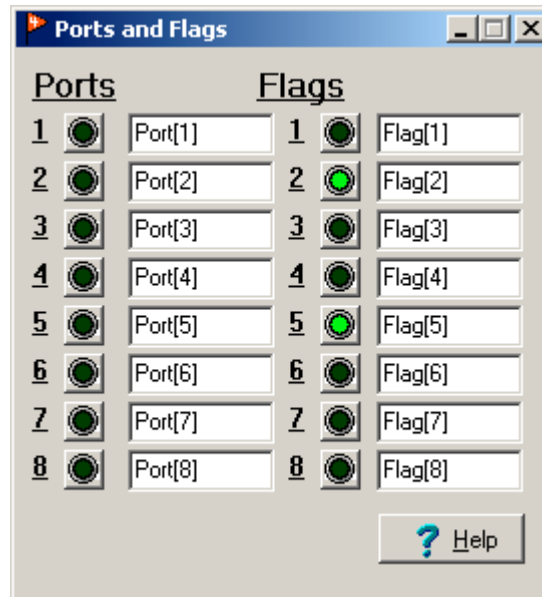 Ports and Flags
Ports Flags
1 Port[1] 1 Flag[1]
2 Port[2] 2 Flag[2]
3 Port[3] 3 Flag[3]
4 Port[4] 4 Flag[4]
5 Port[5] 5 Flag[5]
6 Port[6] 6 Flag[6]
7 Port[7] 7 Flag[7]
8 Port[8] 8 Flag[8]
? Help